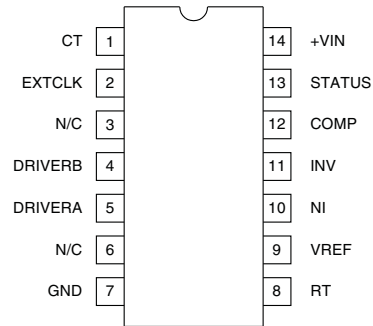 CT 1 14 +VIN
EXTCLK 2 13 STATUS
N/C 3 12 COMP
DRIVERB 4 11 INV
DRIVERA 5 10 NI
N/C 6 9 VREF
GND 7 8 RT